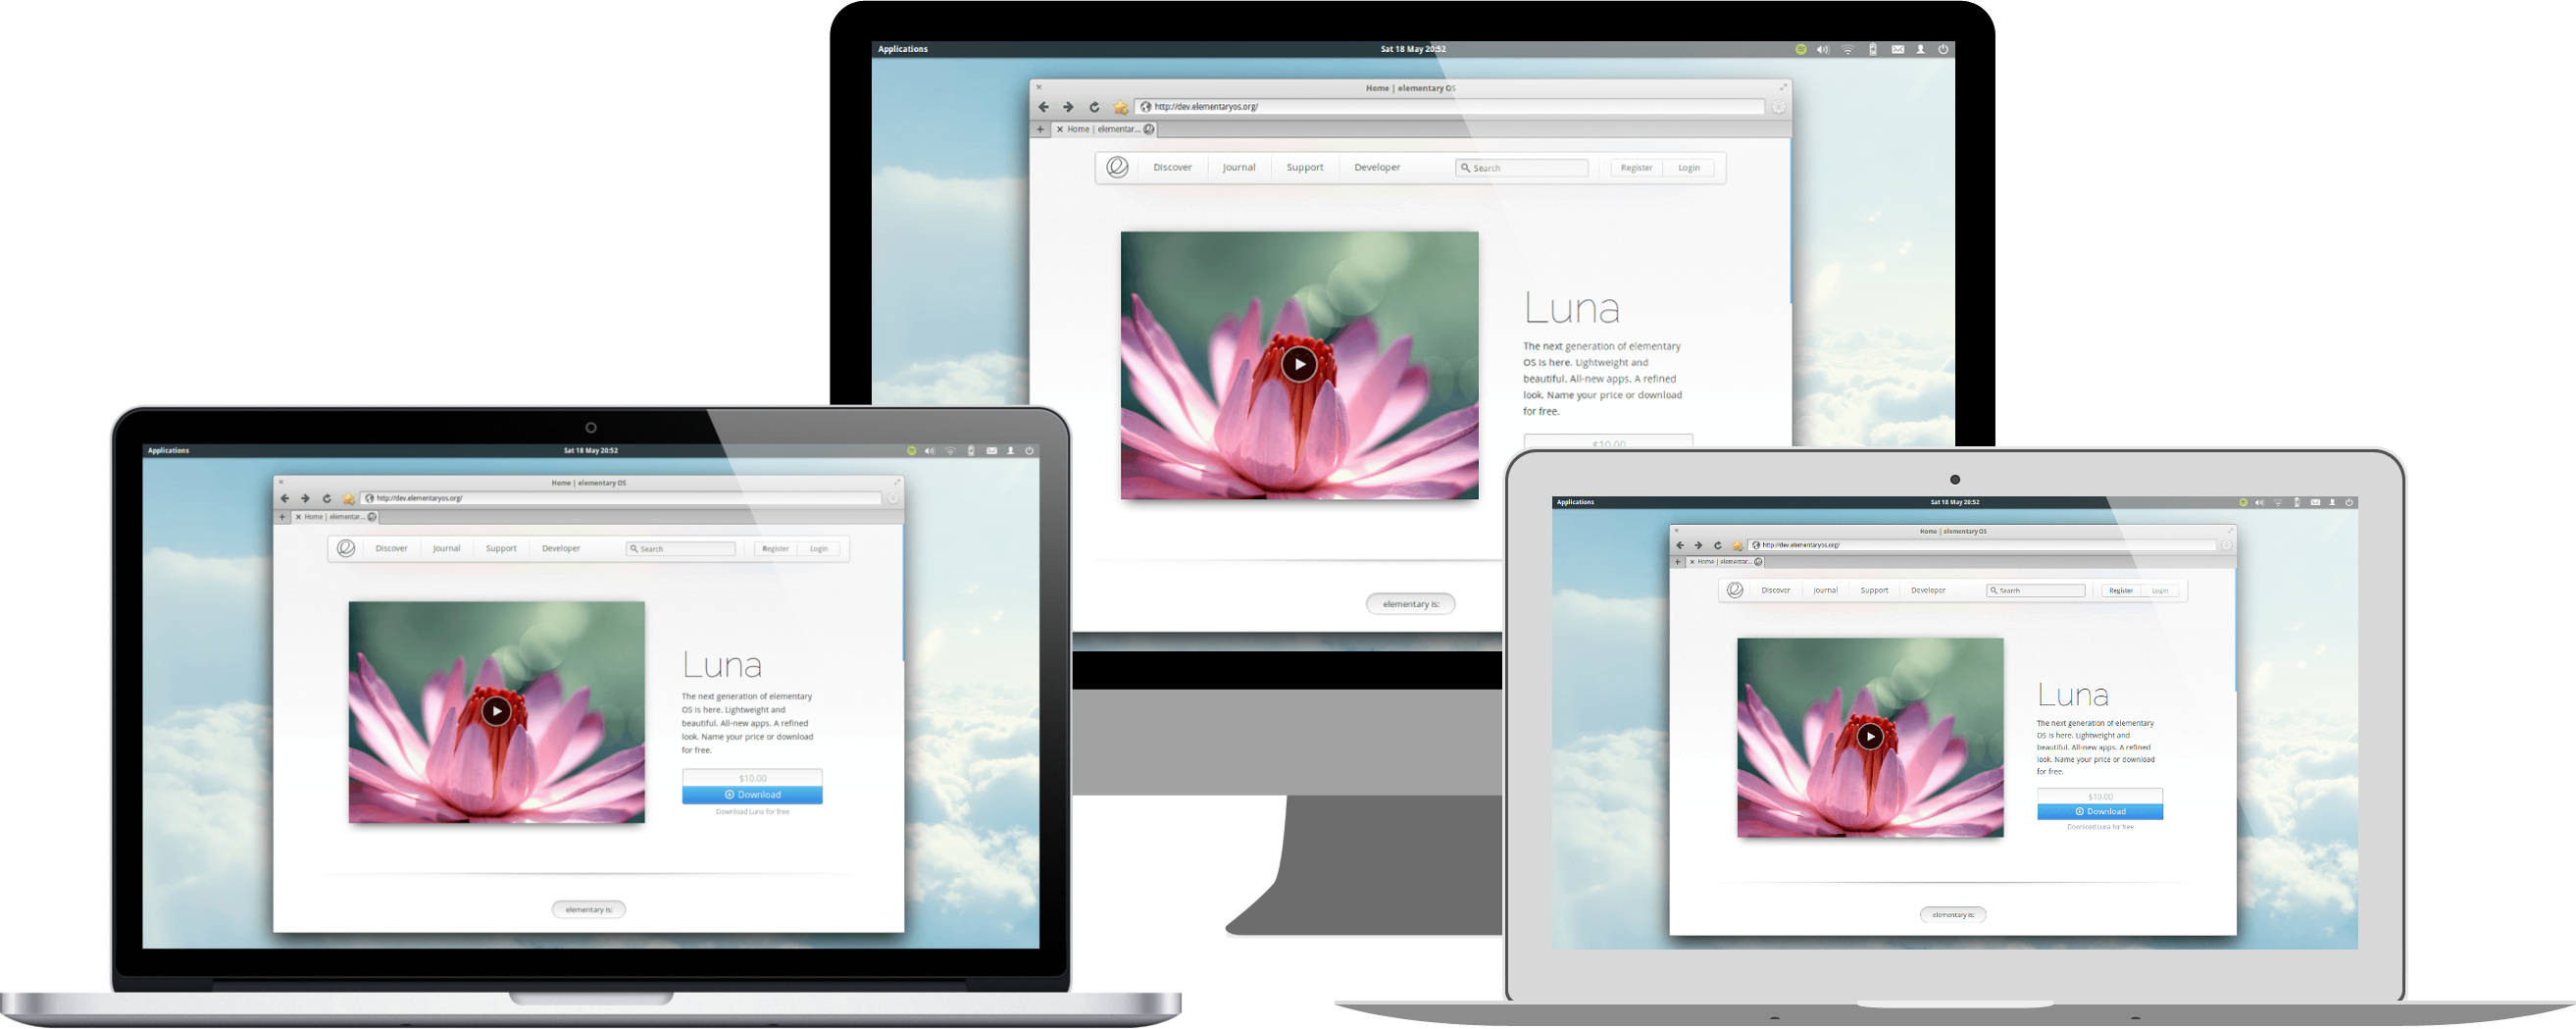 Applications
Sat 18 May 20:52
Home | elementary OS
http://dev.elementaryos.org/
Home | elementar...
Discover
Journal
Support
Developer
Search
Register
Login
Luna
The next generation of elementary
OS is here. Lightweight and
beautiful. All-new apps. A refined
look. Name your price or download
for free.
$10.00
elementary is:
Applications
Sat 18 May 20:52
Home | elementary OS
http://dev.elementaryos.org/
Home | elementar...
Discover
Journal
Support
Developer
Search
Register
Login
Luna
The next generation of elementary
OS is here. Lightweight and
beautiful. All-new apps. A refined
look. Name your price or download
for free.
$10.00
Download
Download Luna for free
elementary is:
Applications
Sat 18 May 20:52
Home | elementary OS
http://dev.elementaryos.org/
Home | elementar...
Discover
Journal
Support
Developer
Search
Register
Login
Luna
The next generation of elementary
OS is here. Lightweight and
beautiful. All-new apps. A refined
look. Name your price or download
for free.
$10.00
Download
Download Luna for free
elementary is: